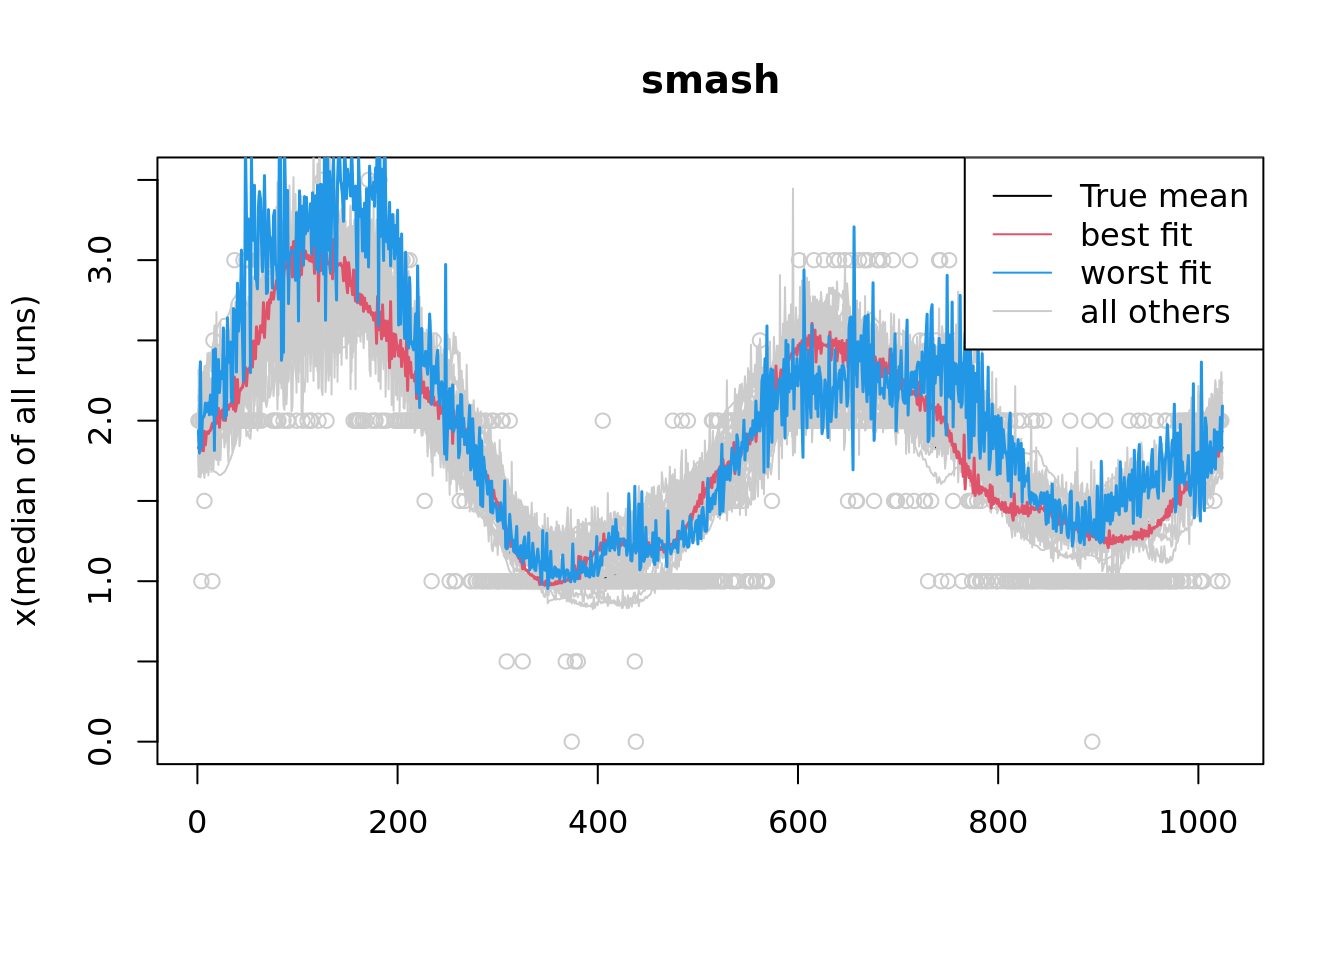 smash
x(median of all runs)
3.0
2.0
1.0
0.0
0 200 400 600 800 1000
True mean
best fit
worst fit
all others